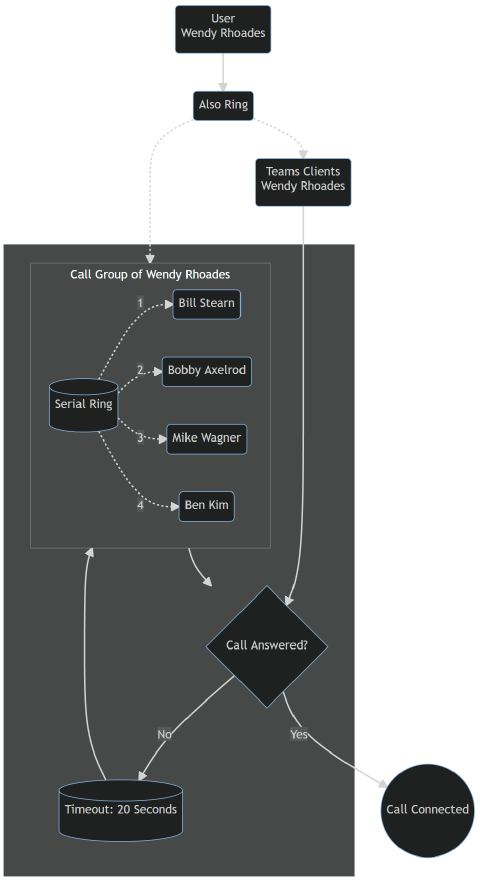 User
Wendy Rhoades
Also Ring
Teams Clients
Wendy Rhoades
Call Group of Wendy Rhoades
1
Bill Stearn
2
Bobby Axelrod
Serial Ring
3
Mike Wagner
4
Ben Kim
Call Answered?
No
Yes
Timeout: 20 Seconds
Call Connected